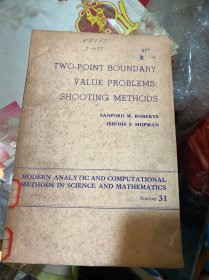 TWO-POINT BOUNDARY
VALUE PROBLEMS:
SHOOTING METHODS
SANFORD M. ROBERTS
JEROME S. SHIPMAN
MODERN ANALYTIC AND COMPUTATIONAL
METHODS IN SCIENCE AND MATHEMATICS
Number 31